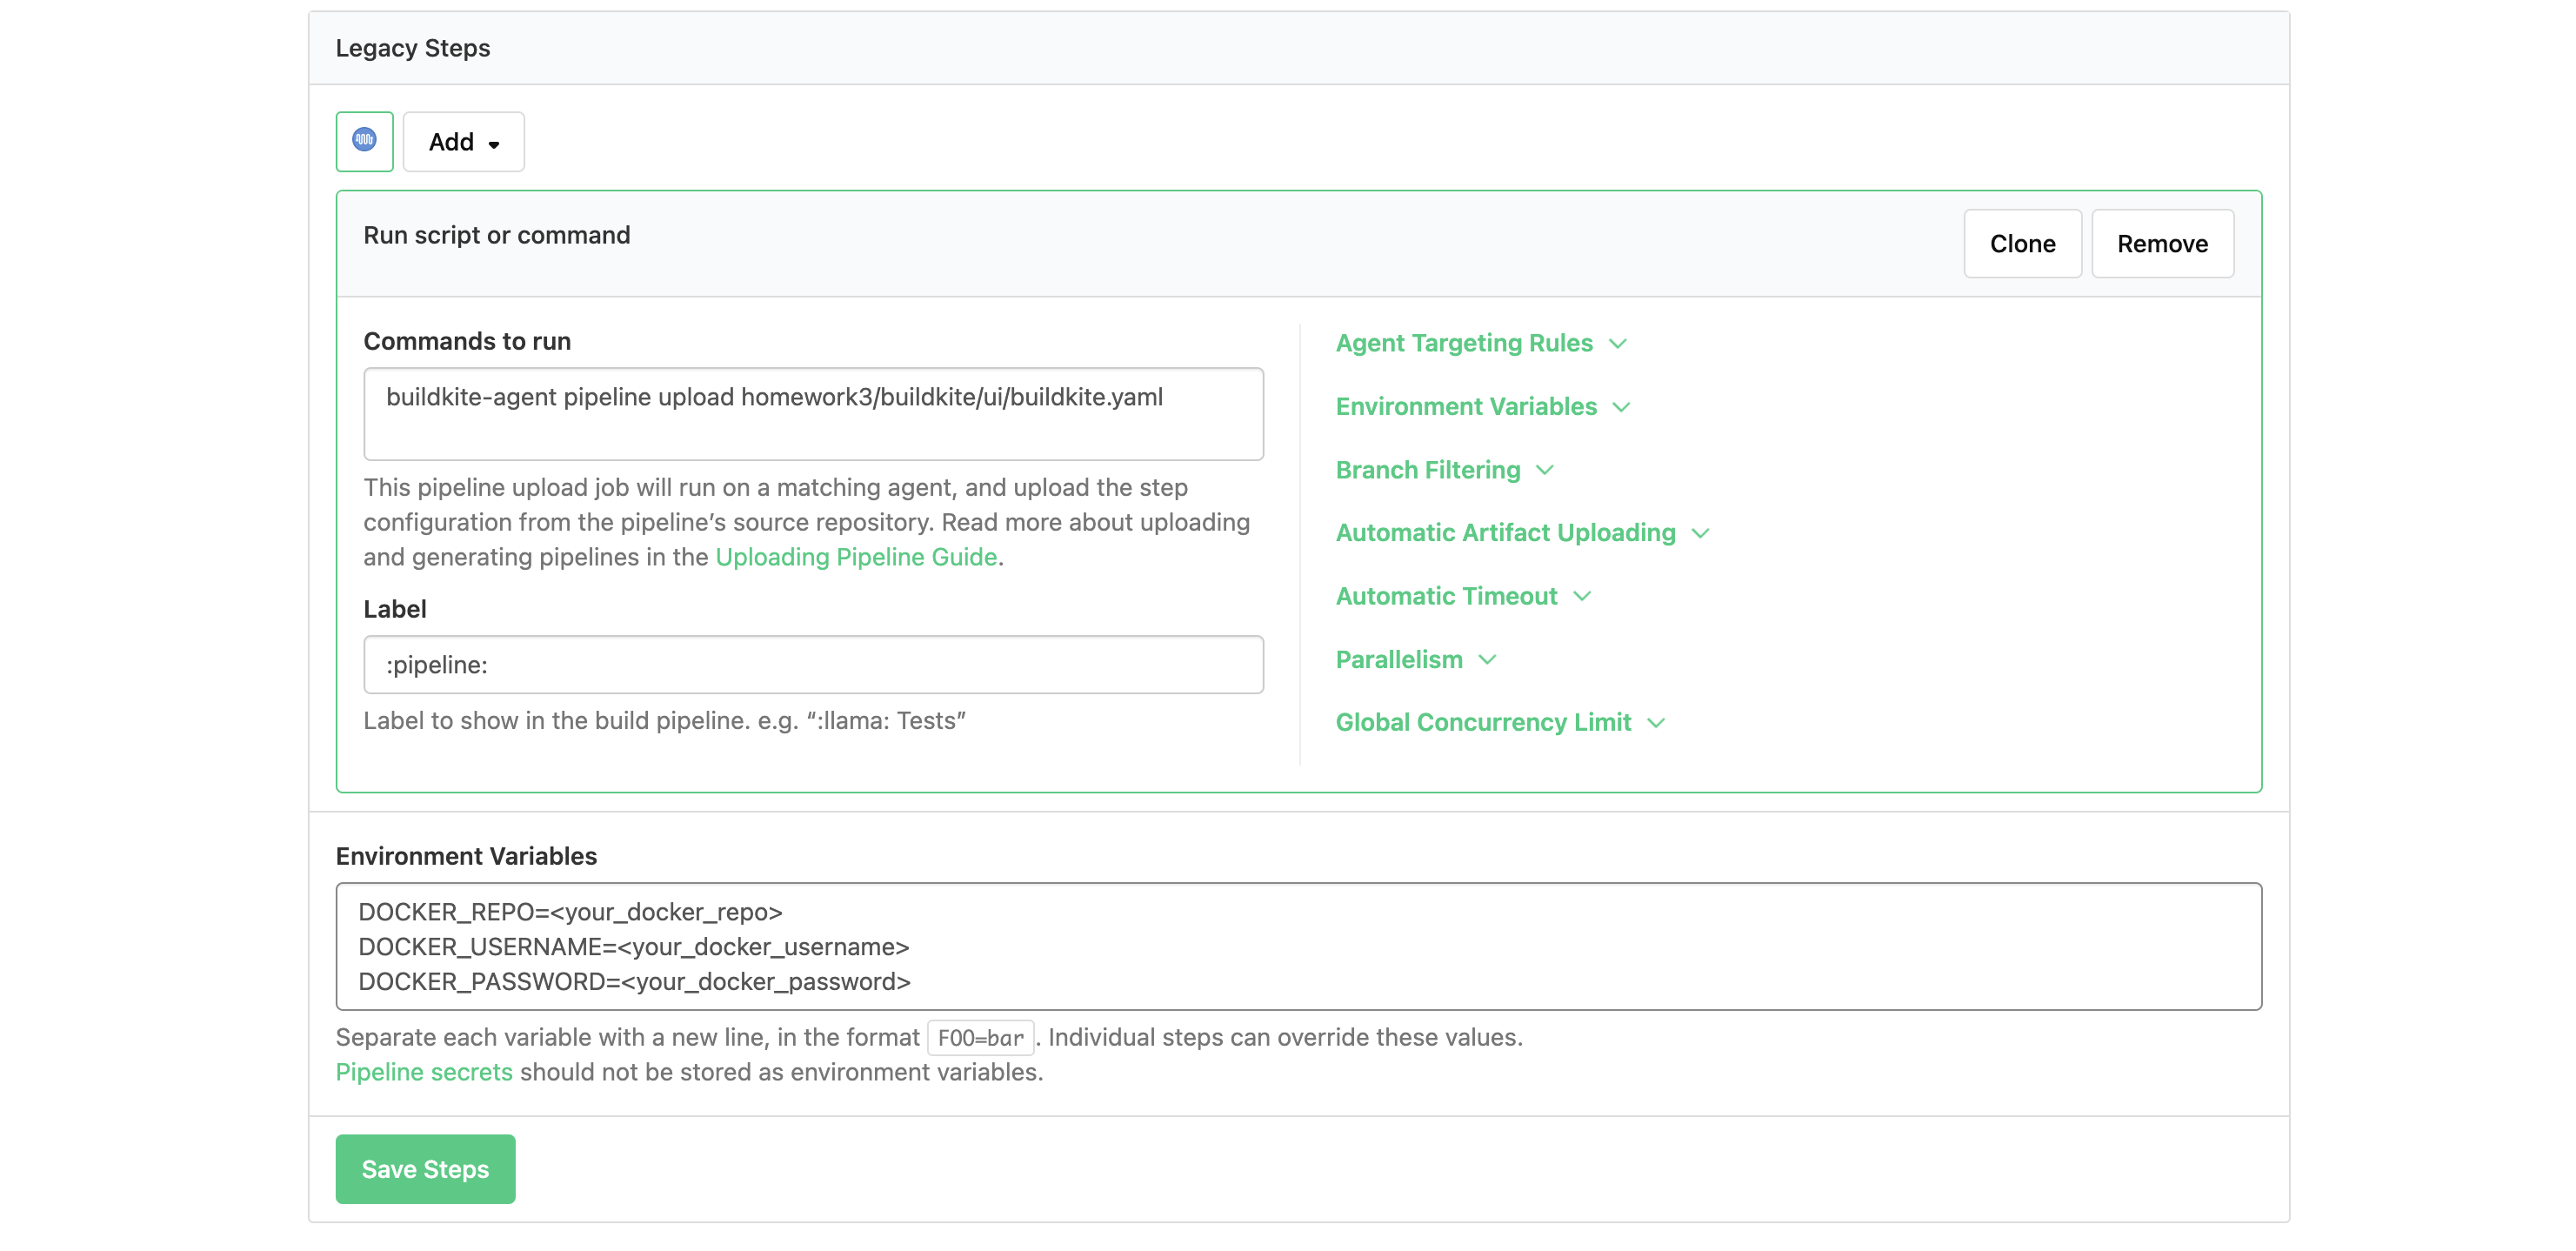 Legacy Steps
Add
Run script or command
Clone
Remove
Commands to run
buildkite-agent pipeline upload homework3/buildkite/ui/buildkite.yaml
This pipeline upload job will run on a matching agent, and upload the step
configuration from the pipeline’s source repository. Read more about uploading
and generating pipelines in the Uploading Pipeline Guide.
Label
:pipeline:
Label to show in the build pipeline. e.g. “:llama: Tests”
Agent Targeting Rules
Environment Variables
Branch Filtering
Automatic Artifact Uploading
Automatic Timeout
Parallelism
Global Concurrency Limit
Environment Variables
DOCKER_REPO=<your_docker_repo>
DOCKER_USERNAME=<your_docker_username>
DOCKER_PASSWORD=<your_docker_password>
Separate each variable with a new line, in the format FOO=bar. Individual steps can override these values.
Pipeline secrets should not be stored as environment variables.
Save Steps